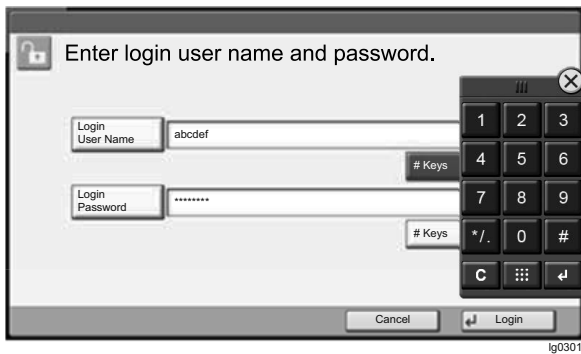 Enter login user name and password.
Login
User Name
abcdef
# Keys
Login
Password
********
# Keys
1 2 3
4 5 6
7 8 9
*/. 0 #
C
Cancel
Login
lg0301